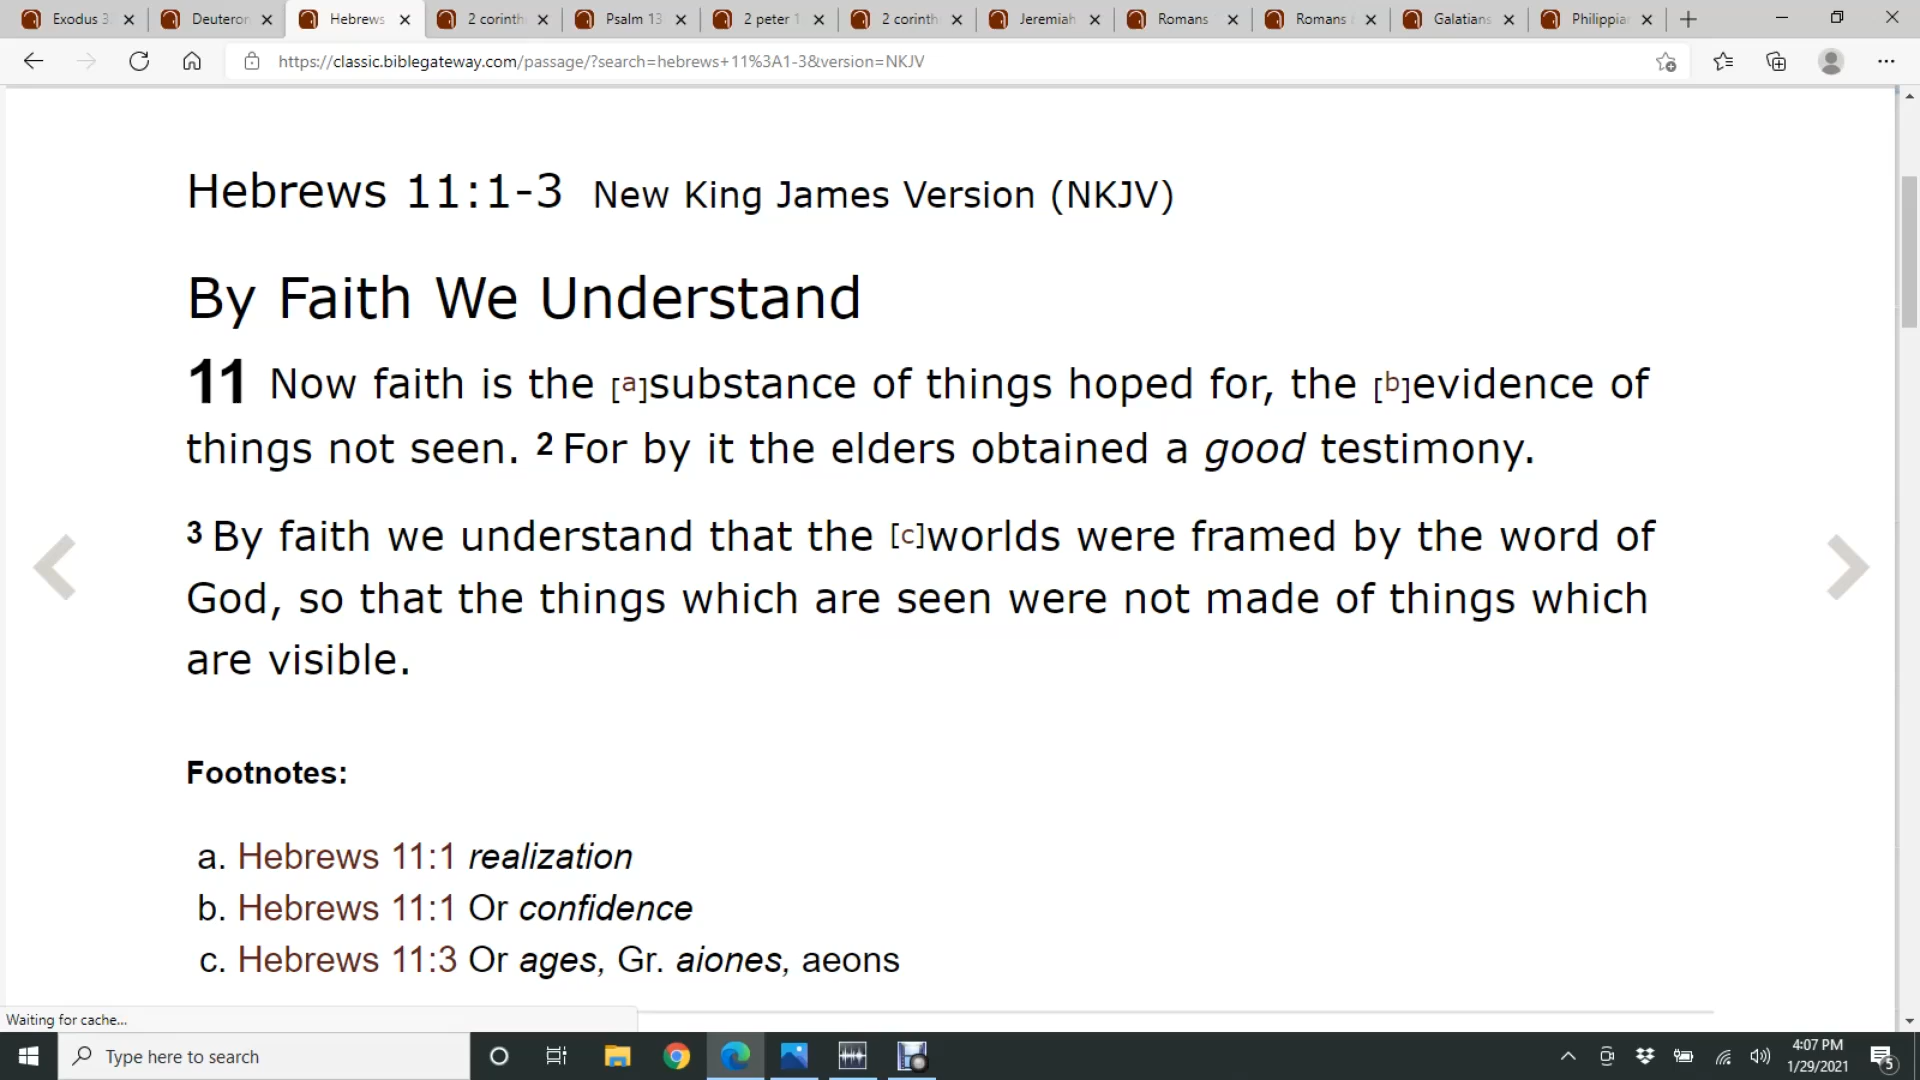 Exodus 3
Deuteron
Hebrews
2 corinth
Psalm 13
2 peter 1
2 corinth
Jeremiah
Romans
Romans
Galatians
Philippian
https://classic.biblegateway.com/passage/?search=hebrews+11%3A1-3&version=NKJV
Hebrews 11:1-3 New King James Version (NKJV)
By Faith We Understand
11 Now faith is the [a]substance of things hoped for, the [b]evidence of
things not seen. 2 For by it the elders obtained a good testimony.
3 By faith we understand that the [c]worlds were framed by the word of
God, so that the things which are seen were not made of things which
are visible.
Footnotes:
a. Hebrews 11:1 realization
b. Hebrews 11:1 Or confidence
c. Hebrews 11:3 Or ages, Gr. aiones, aeons
Waiting for cache...
Type here to search
4:07 PM
1/29/2021
5